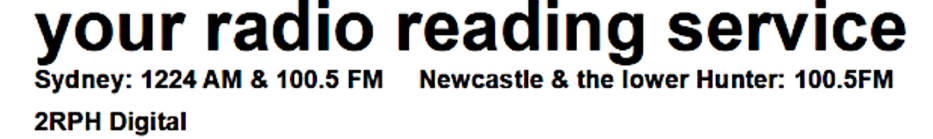 your radio reading service
Sydney: 1224 AM & 100.5 FM Newcastle & the lower Hunter: 100.5FM
2RPH Digital